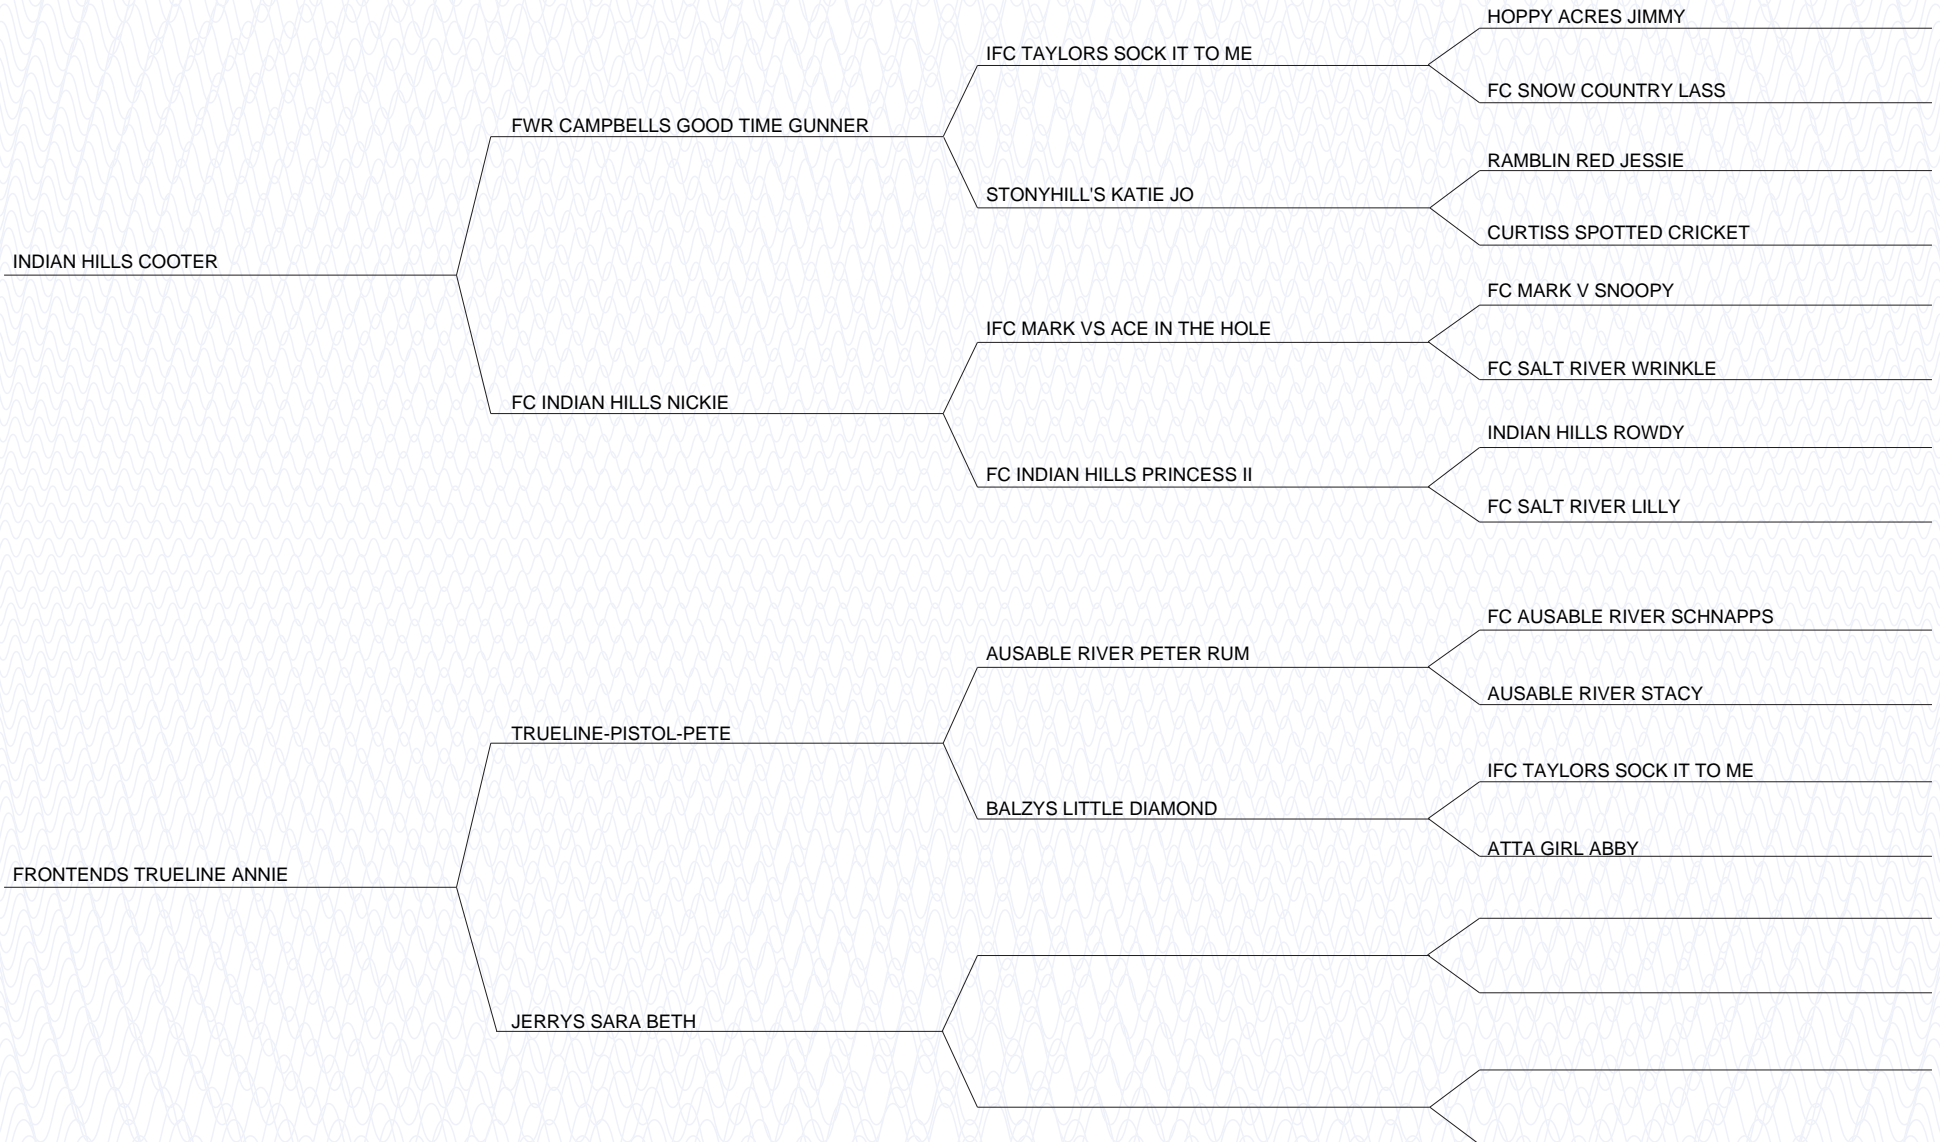 HOPPY ACRES JIMMY
IFC TAYLORS SOCK IT TO ME
FC SNOW COUNTRY LASS
FWR CAMPBELLS GOOD TIME GUNNER
RAMBLIN RED JESSIE
STONYHILL'S KATIE JO
CURTISS SPOTTED CRICKET
INDIAN HILLS COOTER
FC MARK V SNOOPY
IFC MARK VS ACE IN THE HOLE
FC SALT RIVER WRINKLE
FC INDIAN HILLS NICKIE
INDIAN HILLS ROWDY
FC INDIAN HILLS PRINCESS II
FC SALT RIVER LILLY
FC AUSABLE RIVER SCHNAPPS
AUSABLE RIVER PETER RUM
AUSABLE RIVER STACY
TRUELINE-PISTOL-PETE
IFC TAYLORS SOCK IT TO ME
BALZYS LITTLE DIAMOND
ATTA GIRL ABBY
FRONTENDS TRUELINE ANNIE
JERRYS SARA BETH